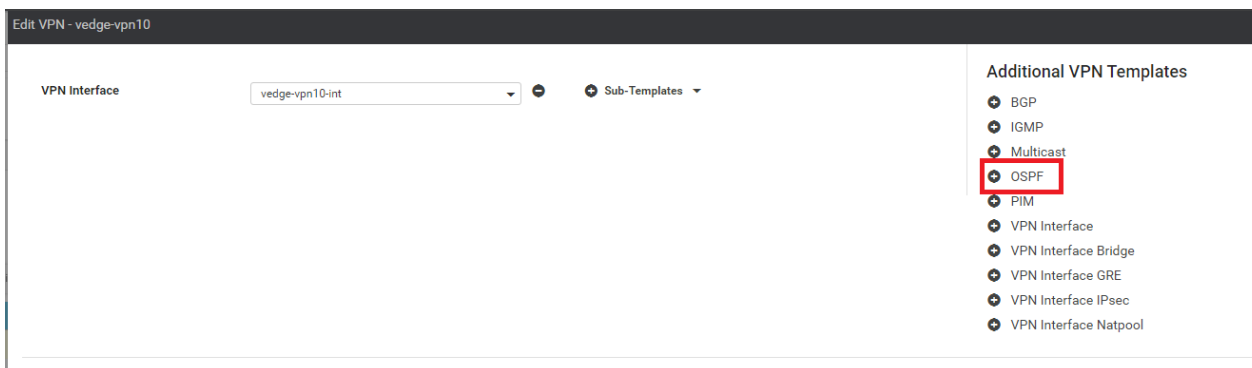 Edit VPN - vedge-vpn10
VPN Interface
vedge-vpn10-int
Sub-Templates
Additional VPN Templates
BGP
IGMP
Multicast
OSPF
PIM
VPN Interface
VPN Interface Bridge
VPN Interface GRE
VPN Interface IPsec
VPN Interface Natpool